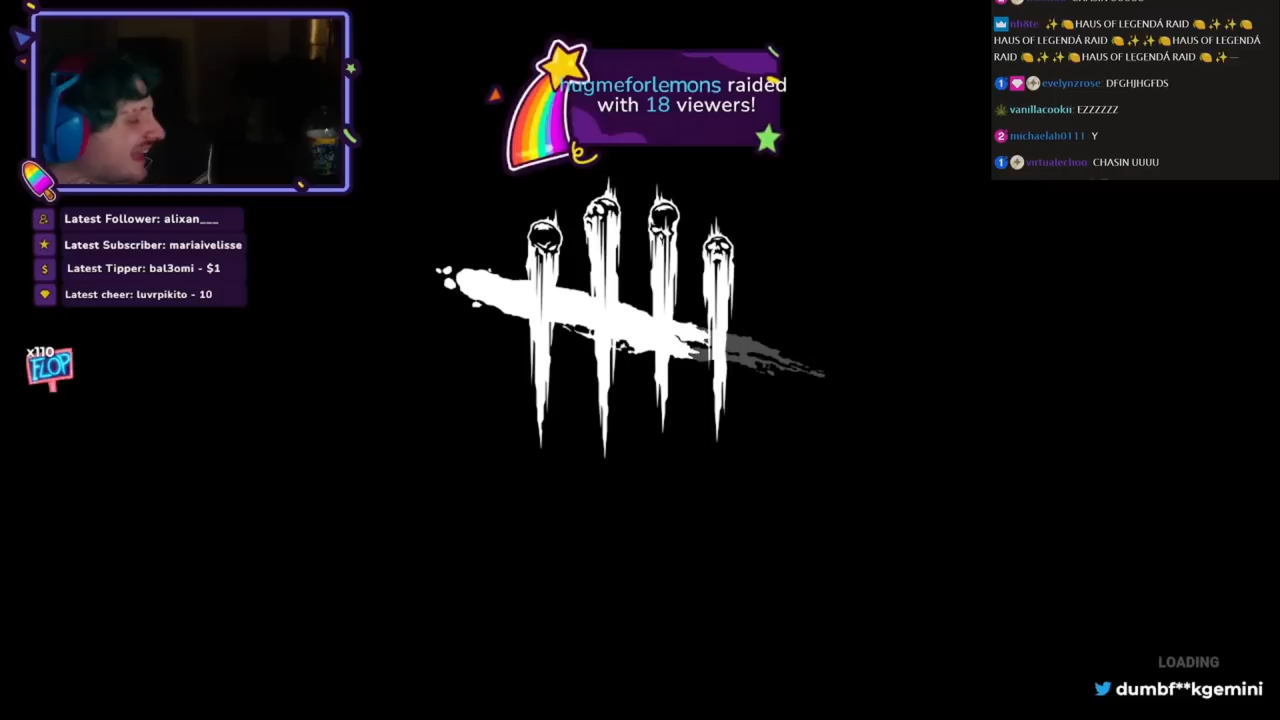 nugmeforlemons raided
with 18 viewers!
nh8te: HAUS OF LEGENDÁ RAID
HAUS OF LEGENDÁ RAID HAUS OF LEGENDÁ
RAID HAUS OF LEGENDÁ RAID —
evelynzrose: DFGHJHGFDS
vanillacookii: EZZZZZZ
michaelah0111 Y
virtualechoo CHASIN UUUU
Latest Follower: alixan___
Latest Subscriber: mariaivelisse
Latest Tipper: bal3omi - $1
Latest cheer: luvrpikito - 10
x110
FLOP
LOADING
dumbf**kgemini